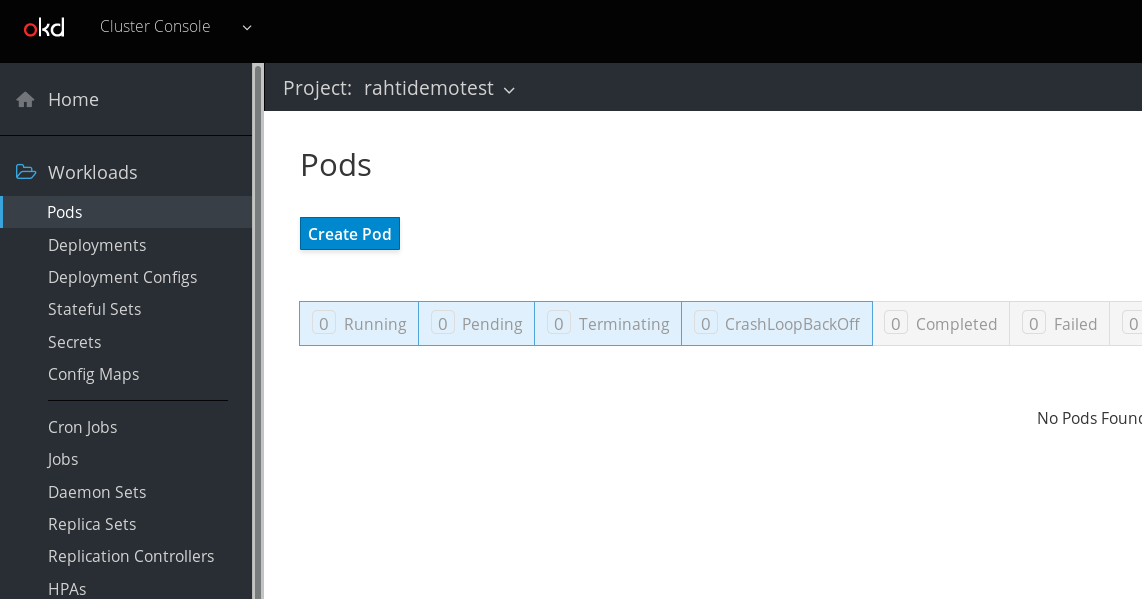 okd Cluster Console
Project: rahtidemotest
Home
Workloads
Pods
Deployments
Deployment Configs
Stateful Sets
Secrets
Config Maps
Cron Jobs
Jobs
Daemon Sets
Replica Sets
Replication Controllers
HPAs
Pods
Create Pod
0 Running 0 Pending 0 Terminating 0 CrashLoopBackOff 0 Completed 0 Failed 0
No Pods Found